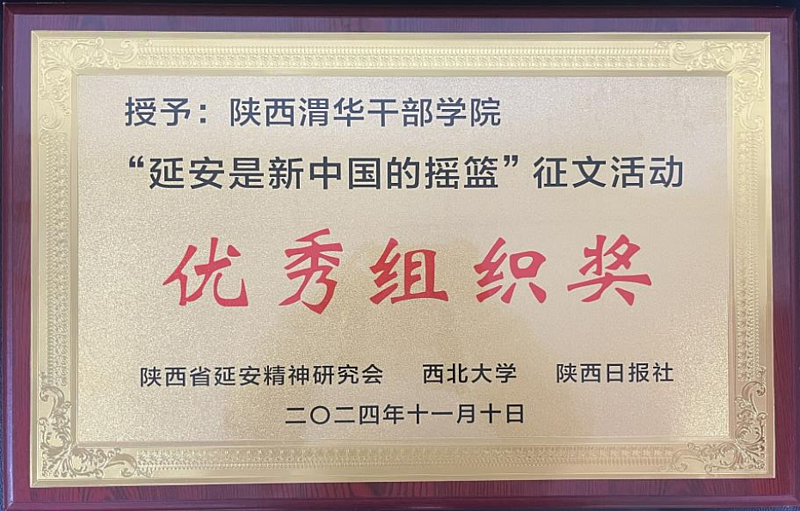 授予：陕西渭华干部学院
“延安是新中国的摇篮”征文活动
优秀组织奖
陕西省延安精神研究会 西北大学 陕西日报社
二〇二四年十一月十日